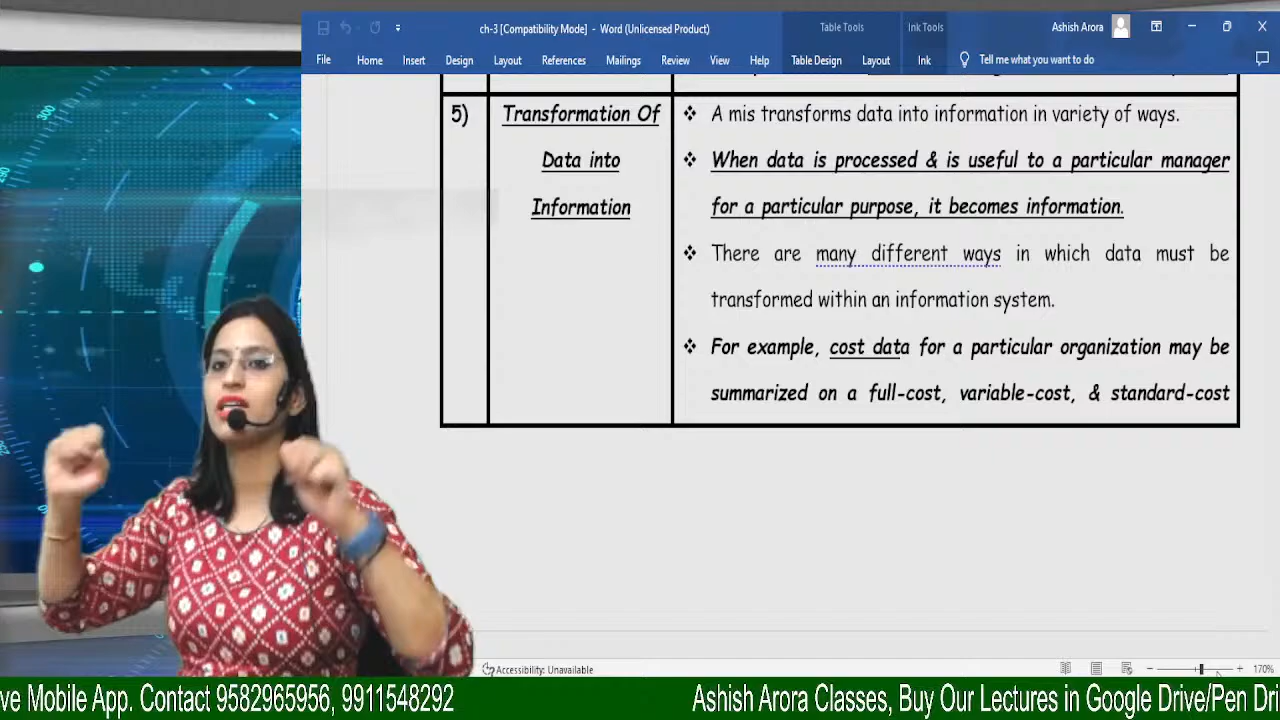 ch-3 [Compatibility Mode] - Word (Unlicensed Product)
Table Tools
Ink Tools
Ashish Arora
File Home Insert Design Layout References Mailings Review View Help Table Design Layout Ink Tell me what you want to do
5)
Transformation Of
Data into
Information
❖ A mis transforms data into information in variety of ways.
❖ When data is processed & is useful to a particular manager
for a particular purpose, it becomes information.
❖ There are many different ways in which data must be
transformed within an information system.
❖ For example, cost data for a particular organization may be
summarized on a full-cost, variable-cost, & standard-cost
Accessibility: Unavailable
170%
ve Mobile App. Contact 9582965956, 9911548292
Ashish Arora Classes, Buy Our Lectures in Google Drive/Pen Dri
300